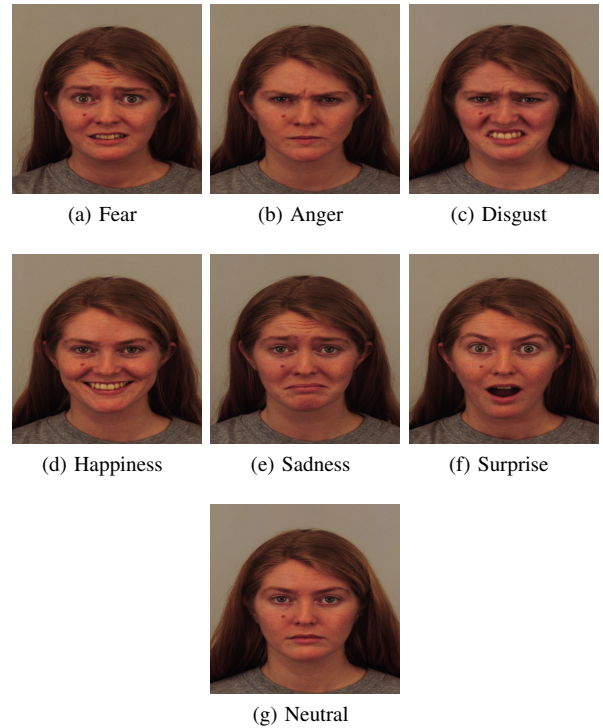 (a) Fear
(b) Anger
(c) Disgust
(d) Happiness
(e) Sadness
(f) Surprise
(g) Neutral